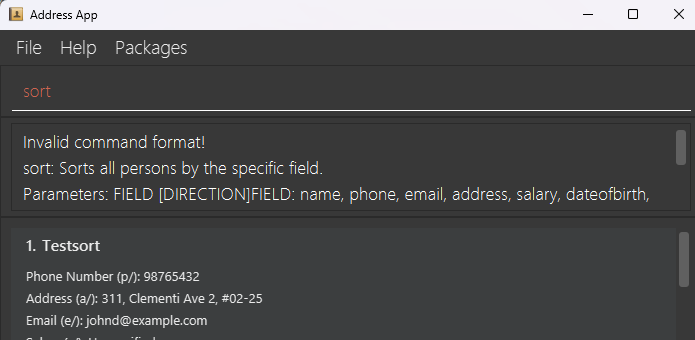 Address App
File Help Packages
sort
Invalid command format!
sort: Sorts all persons by the specific field.
Parameters: FIELD [DIRECTION]FIELD: name, phone, email, address, salary, dateofbirth,
1. Testsort
Phone Number (p/): 98765432
Address (a/): 311, Clementi Ave 2, #02-25
Email (e/): johnd@example.com